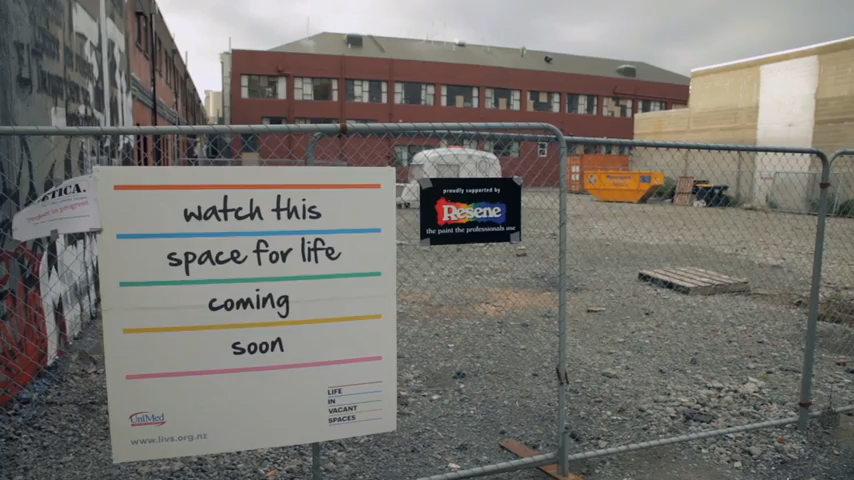 STICA.
watch this
space for life
coming
soon
UniMed
www.livs.org.nz
LIFE
IN
VACANT
SPACES
proudly supported by
Resene
the paint the professionals use